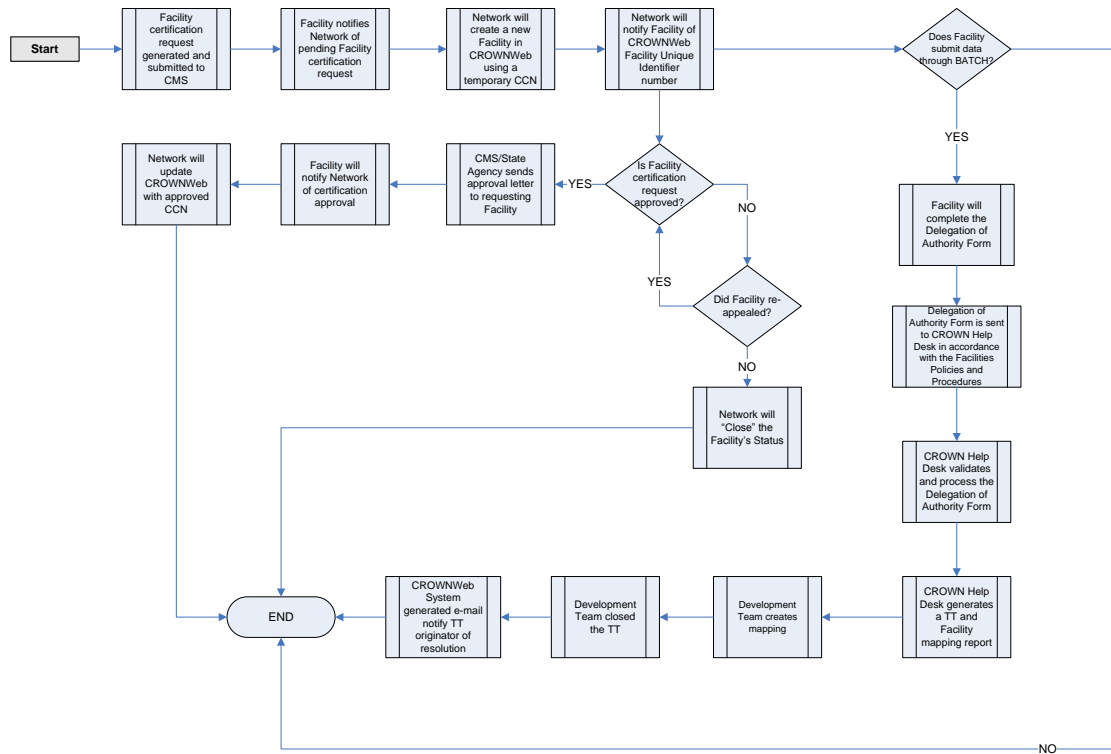 Start
Facility
certification
request
generated and
submitted to
CMS
Facility notifies
Network of
pending Facility
certification
request
Network will
create a new
Facility in
CROWNWeb
using a
temporary CCN
Network will
notify Facility of
CROWNWeb
Facility Unique
Identifier
number
Does Facility
submit data
through BATCH?
YES
Network will
update
CROWNWeb
with approved
CCN
Facility will
notify Network
of certification
approval
CMS/State
Agency sends
approval letter
to requesting
Facility
YES
Is Facility
certification
request
approved?
NO
Facility will
complete the
Delegation of
Authority Form
YES
Did Facility re-
appealed?
NO
Delegation of
Authority Form is sent
to CROWN Help
Desk in accordance
with the Facilities
Policies and
Procedures
Network will
“Close” the
Facility’s Status
CROWN Help
Desk validates
and process the
Delegation of
Authority Form
END
CROWNWeb
System
generated e-mail
notify TT
originator of
resolution
Development
Team closed
the TT
Development
Team creates
mapping
CROWN Help
Desk generates
a TT and
Facility
mapping report
NO